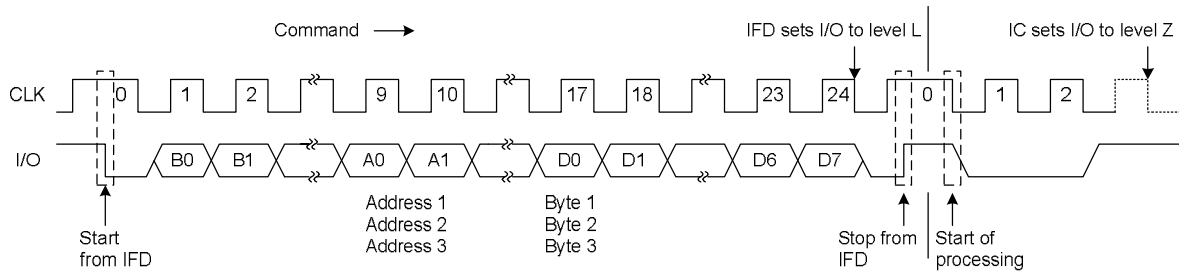 Command
IFD sets I/O to level L
IC sets I/O to level Z
CLK 0 1 2 9 10 17 18 23 24 0 1 2
I/O B0 B1 A0 A1 D0 D1 D6 D7
Address 1 Byte 1
Address 2 Byte 2
Address 3 Byte 3
Start
from IFD
Stop from
IFD
Start of
processing